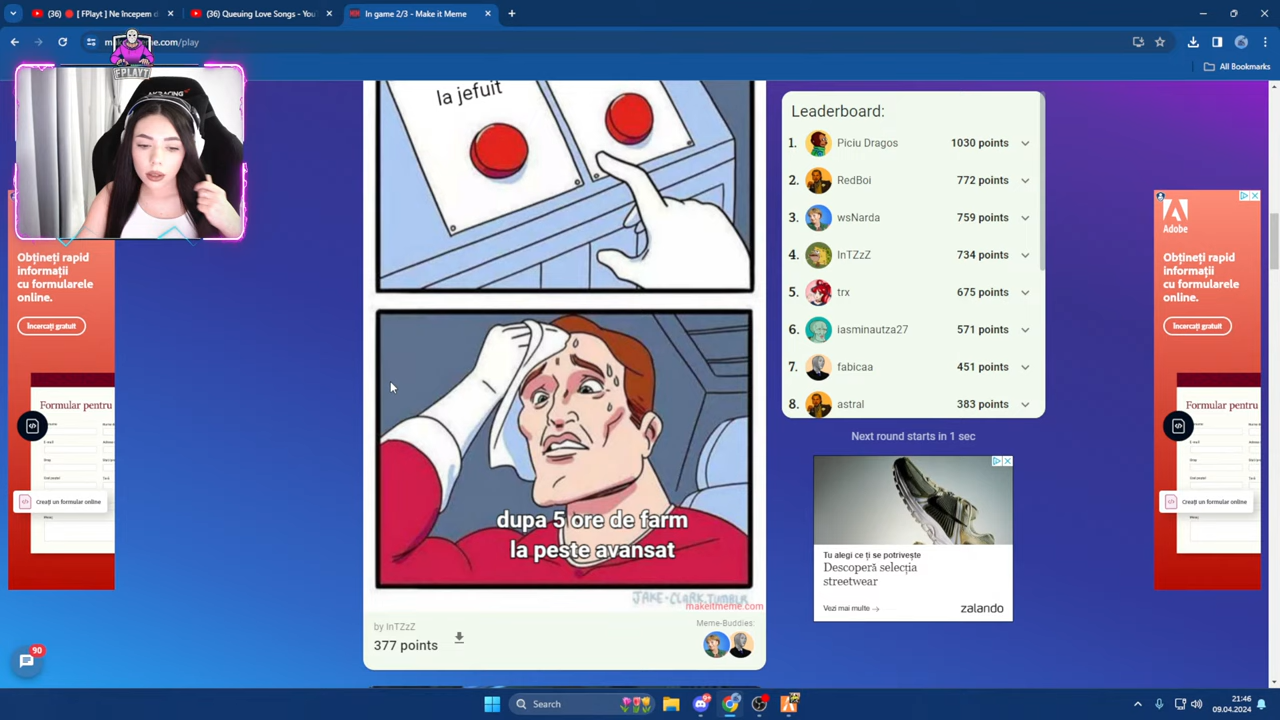 (36) 🔴 [ FPlayt ] Ne Incepem d
(36) Queuing Love Songs - You
In game 2/3 - Make it Meme
.com/play
All Bookmarks
FPLAYT
AKRACING
la jefuit
dupa 5 ore de farm
la peste avansat
JAKE-CLARK.TUMBLR
makeitmeme.com
by InTZzZ
377 points
Meme-Buddies:
Leaderboard:
1. Piciu Dragos 1030 points
2. RedBoi 772 points
3. wsNarda 759 points
4. InTZzZ 734 points
5. trx 675 points
6. iasminautza27 571 points
7. fabicaa 451 points
8. astral 383 points
Next round starts in 1 sec
Tu alegi ce ți se potrivește
Descoperă selecția
streetwear
Vezi mai multe →
zalando
Obțineți rapid
informații
cu formularele
online.
Încercați gratuit
Formular pentru
Creați un formular online
Adobe
Obțineți rapid
informații
cu formularele
online.
Încercați gratuit
Formular pentru
Creați un formular online
90
Search
21:46
09.04.2024